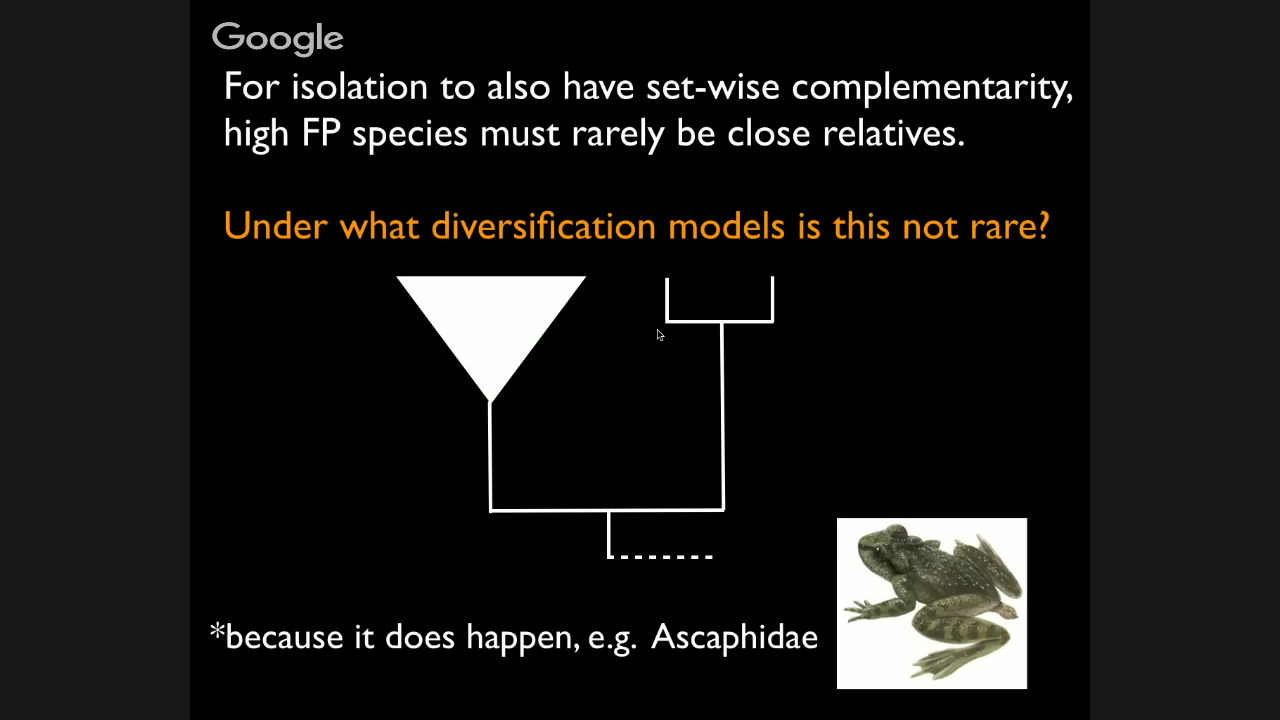 Google
For isolation to also have set-wise complementarity,
high FP species must rarely be close relatives.
Under what diversification models is this not rare?
*because it does happen, e.g. Ascaphidae